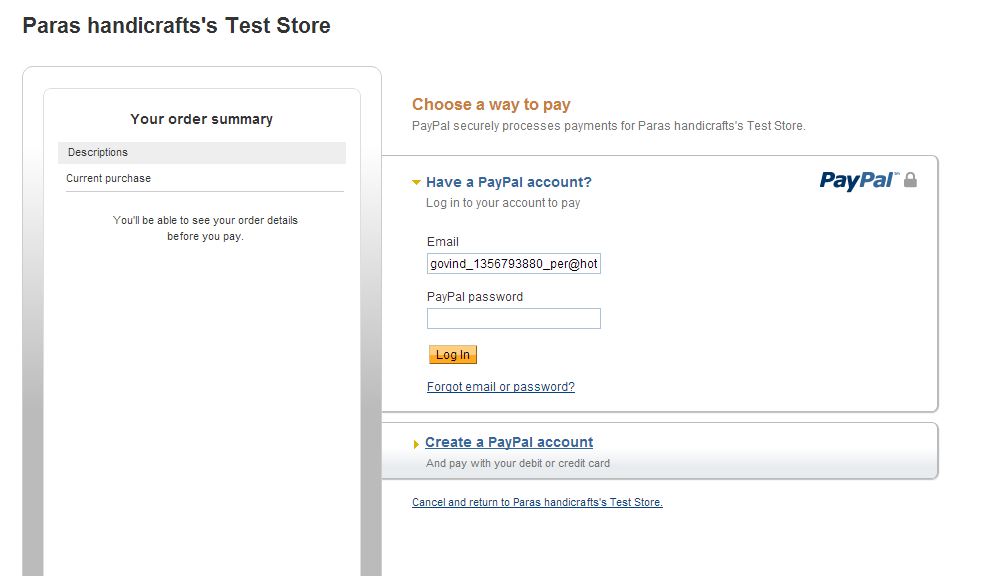 Paras handicrafts's Test Store
Your order summary
Descriptions
Current purchase
You'll be able to see your order details
before you pay.
Choose a way to pay
PayPal securely processes payments for Paras handicrafts's Test Store.
Have a PayPal account?
PayPal
Log in to your account to pay
Email
govind_1356793880_per@hot
PayPal password
Log In
Forgot email or password?
Create a PayPal account
And pay with your debit or credit card
Cancel and return to Paras handicrafts's Test Store.